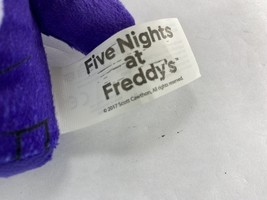 Five Nights
at
Freddy's
© 2017 Scott Cawthon. All rights reserved.